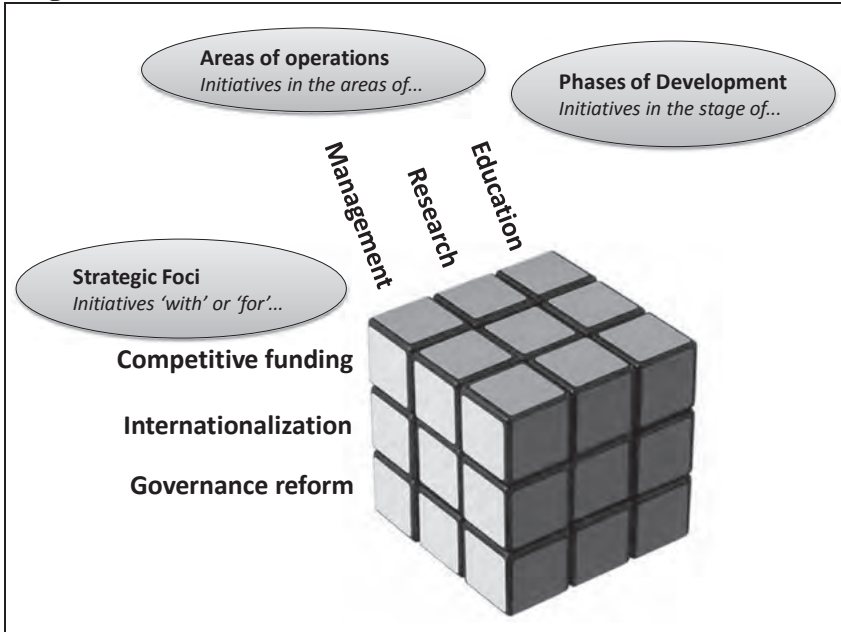 Areas of operations
Initiatives in the areas of...
Phases of Development
Initiatives in the stage of...
Management
Research
Education
Strategic Foci
Initiatives ‘with’ or ‘for’...
Competitive funding
Internationalization
Governance reform